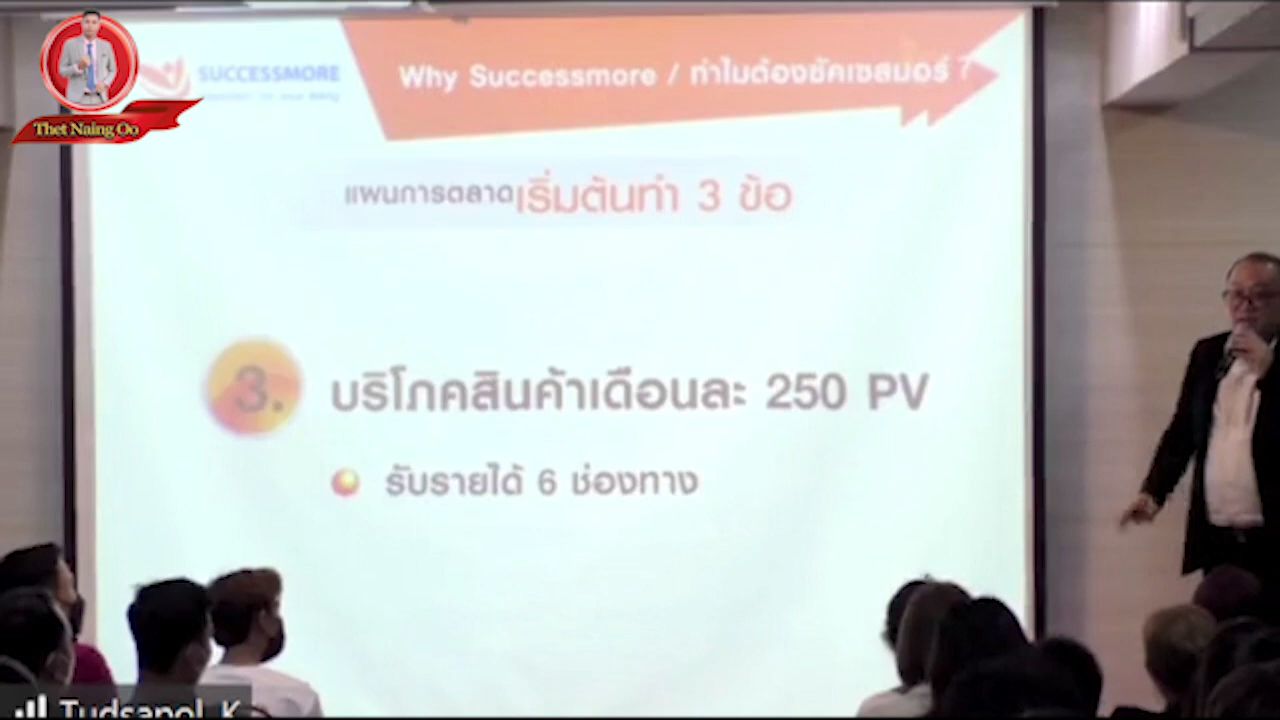 SUCCESSMORE
Why Successmore / ทำไมต้องซัคเซสมอร์ ?
Thet Naing Oo
แผนการตลาดเริ่มต้นทำ 3 ข้อ
3. บริโภคสินค้าเดือนละ 250 PV
รับรายได้ 6 ช่องทาง
Tudsapol_K